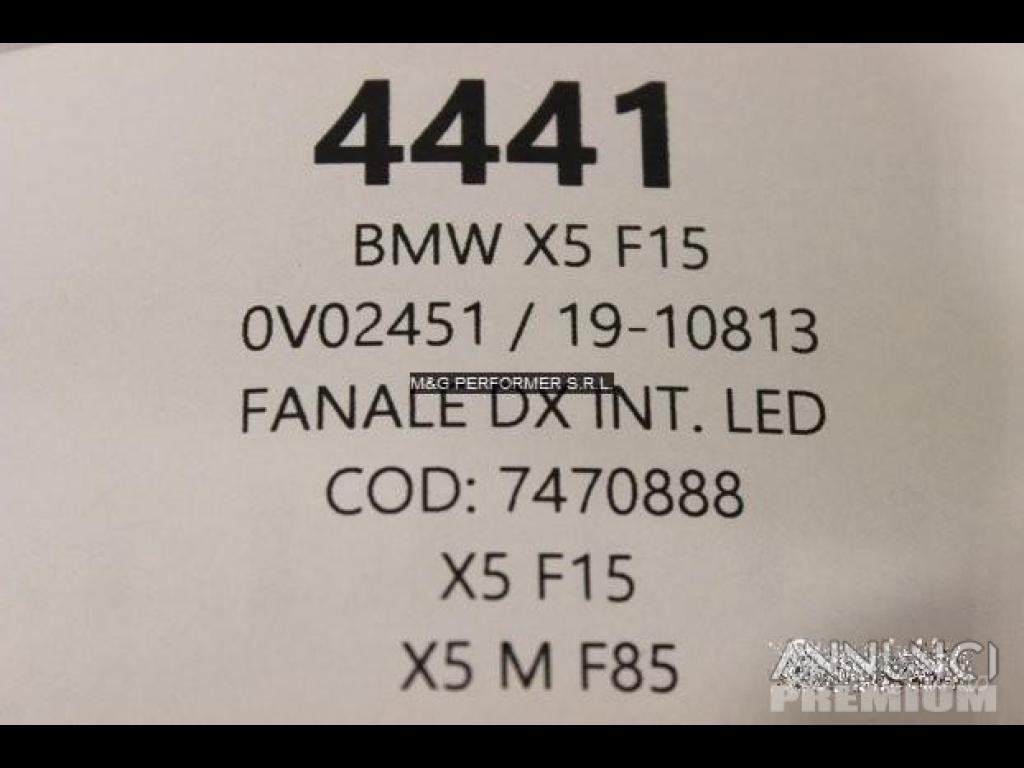 4441
BMW X5 F15
0V02451 / 19-10813
M&G PERFORMER S.R.L.
FANALE DX INT. LED
COD: 7470888
X5 F15
X5 M F85
ANNUNCI
PREMIUM